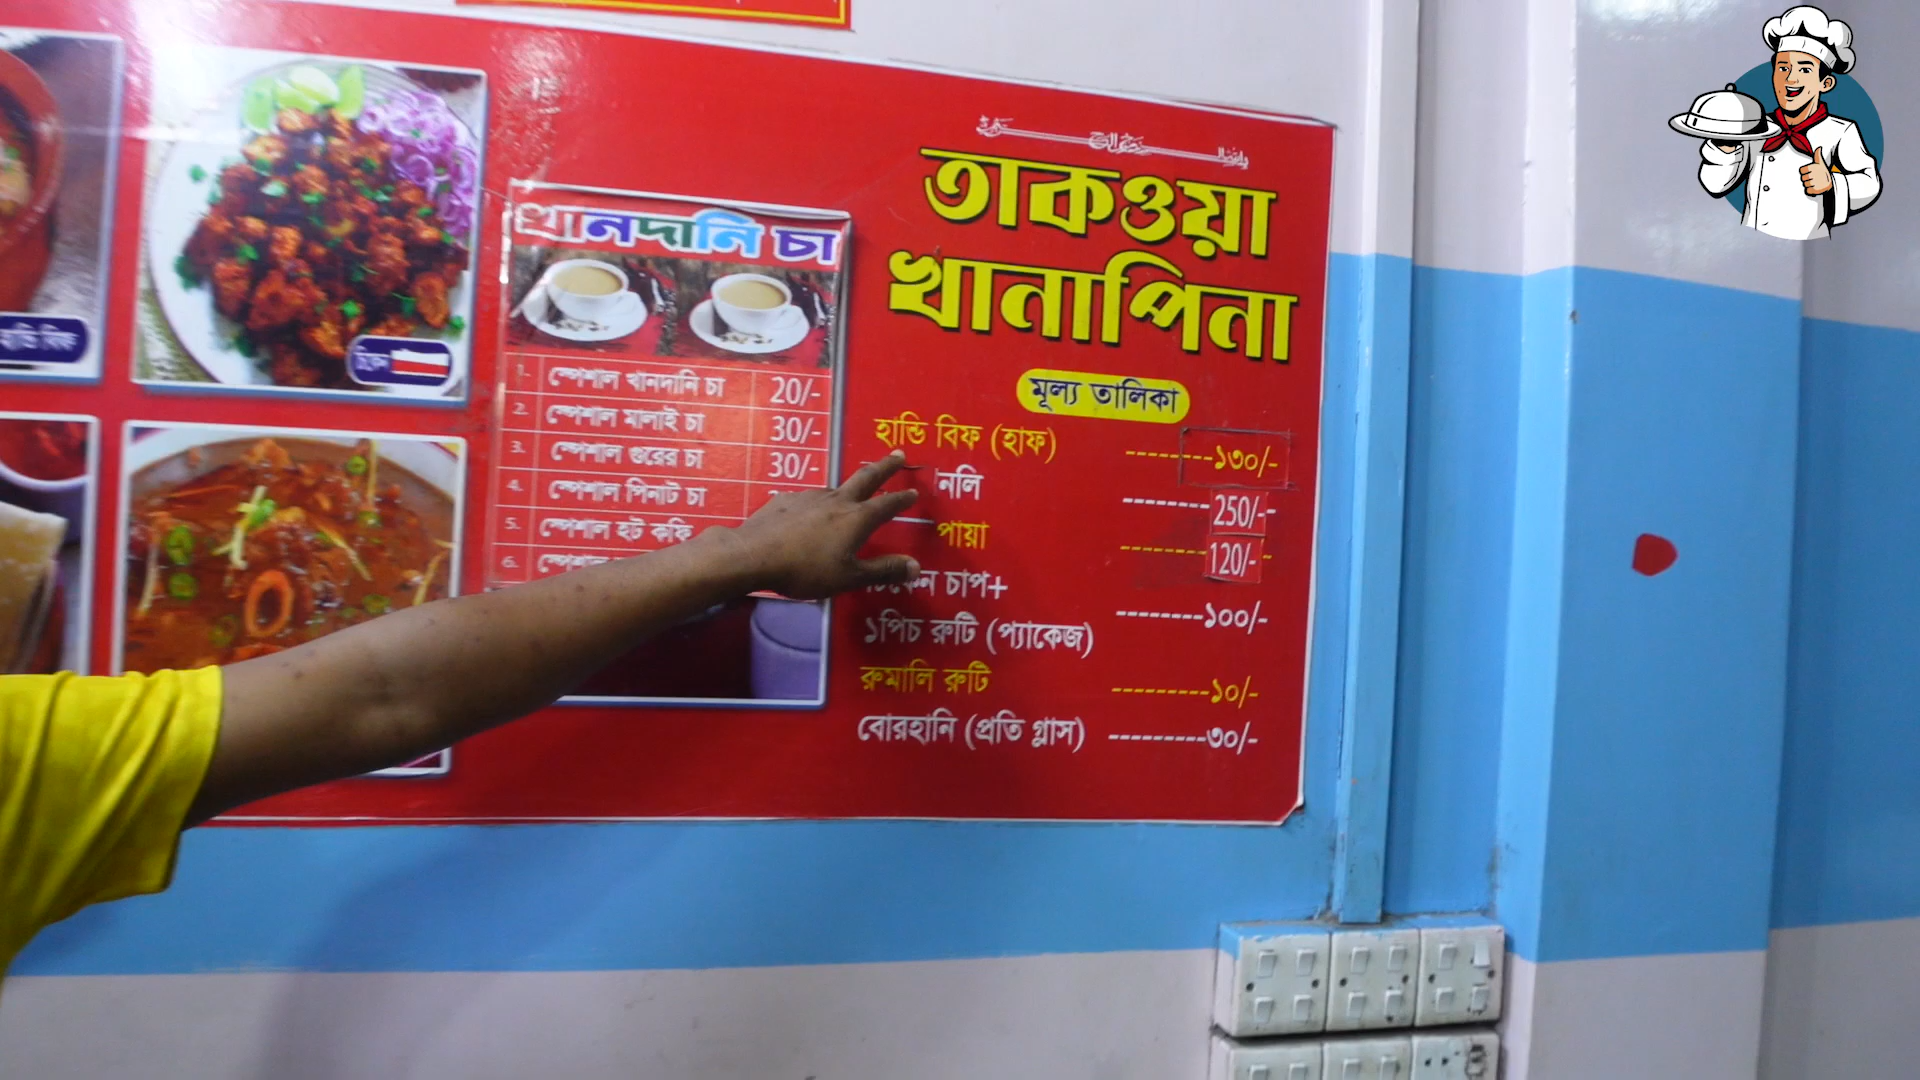 তাকওয়া
খানাপিনা
মূল্য তালিকা
হান্ডি বিফ (হাফ) --------১৩০/-
নলি --------250/-
পায়া --------120/-
চাপ+
১পিচ রুটি (প্যাকেজ) --------১০০/-
রুমালি রুটি ---------১০/-
বোরহানি (প্রতি গ্লাস) ---------৩০/-
খানদানি চা
1. স্পেশাল খানদানি চা 20/-
2. স্পেশাল মালাই চা 30/-
3. স্পেশাল গুরের চা 30/-
4. স্পেশাল পিনাট চা
5. স্পেশাল হট কফি
6. স্পেশাল
হান্ডি বিফ